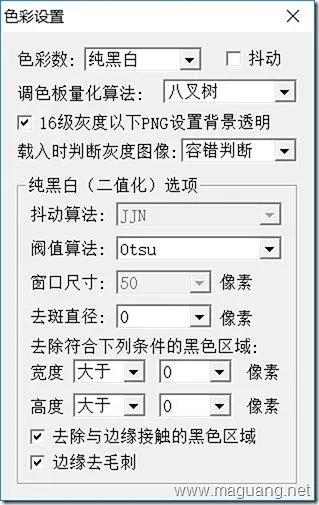 色彩设置
色彩数: 纯黑白 抖动
调色板量化算法: 八叉树
16级灰度以下PNG设置背景透明
载入时判断灰度图像: 容错判断
纯黑白（二值化）选项
抖动算法: JJN
阀值算法: Otsu
窗口尺寸: 50 像素
去斑直径: 0 像素
去除符合下列条件的黑色区域:
宽度 大于 0 像素
高度 大于 0 像素
去除与边缘接触的黑色区域
边缘去毛刺
www.maguang.net